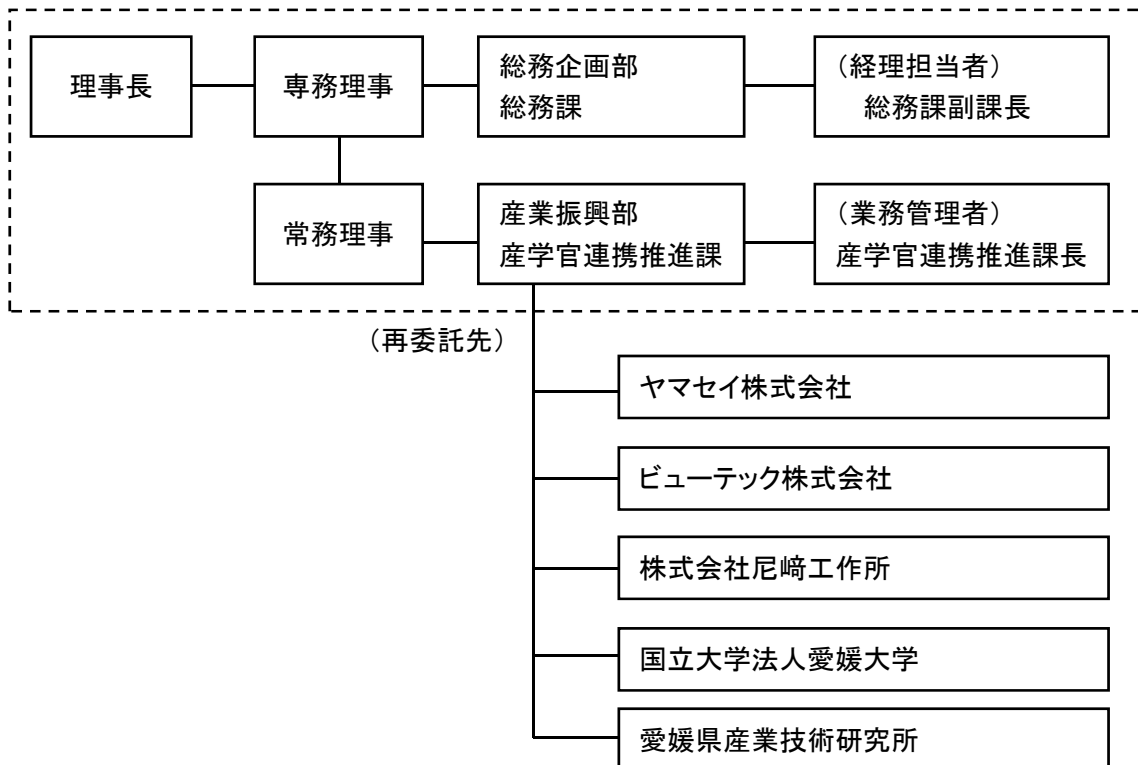 理事長
専務理事
総務企画部
総務課
（経理担当者）
総務課副課長
常務理事
産業振興部
産学官連携推進課
（業務管理者）
産学官連携推進課長
（再委託先）
ヤマセイ株式会社
ビューテック株式会社
株式会社尼﨑工作所
国立大学法人愛媛大学
愛媛県産業技術研究所